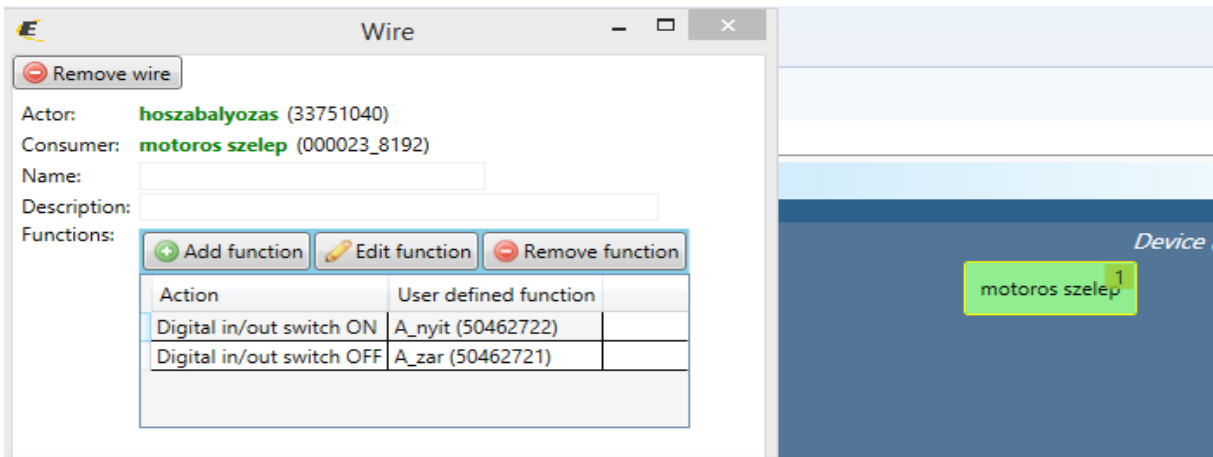 Wire
Remove wire
Actor: hoszabalyozas (33751040)
Consumer: motoros szelep (000023_8192)
Name:
Description:
Functions:
Add function Edit function Remove function
Action User defined function
Digital in/out switch ON A_nyit (50462722)
Digital in/out switch OFF A_zar (50462721)
Device
motoros szelep 1